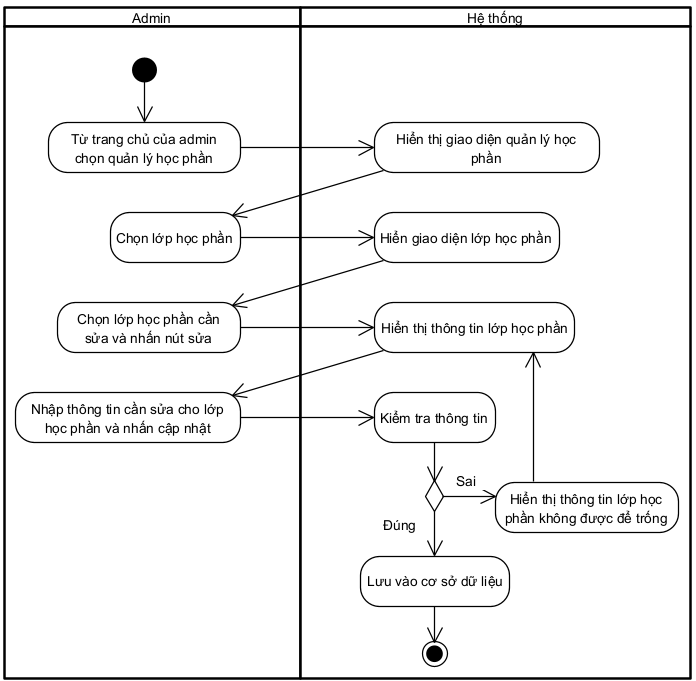 Admin
Hệ thống
Từ trang chủ của admin
chọn quản lý học phần
Hiển thị giao diện quản lý học
phần
Chọn lớp học phần
Hiển giao diện lớp học phần
Chọn lớp học phần cần
sửa và nhấn nút sửa
Hiển thị thông tin lớp học phần
Nhập thông tin cần sửa cho lớp
học phần và nhấn cập nhật
Kiểm tra thông tin
Sai
Hiển thị thông tin lớp học
phần không được để trống
Đúng
Lưu vào cơ sở dữ liệu